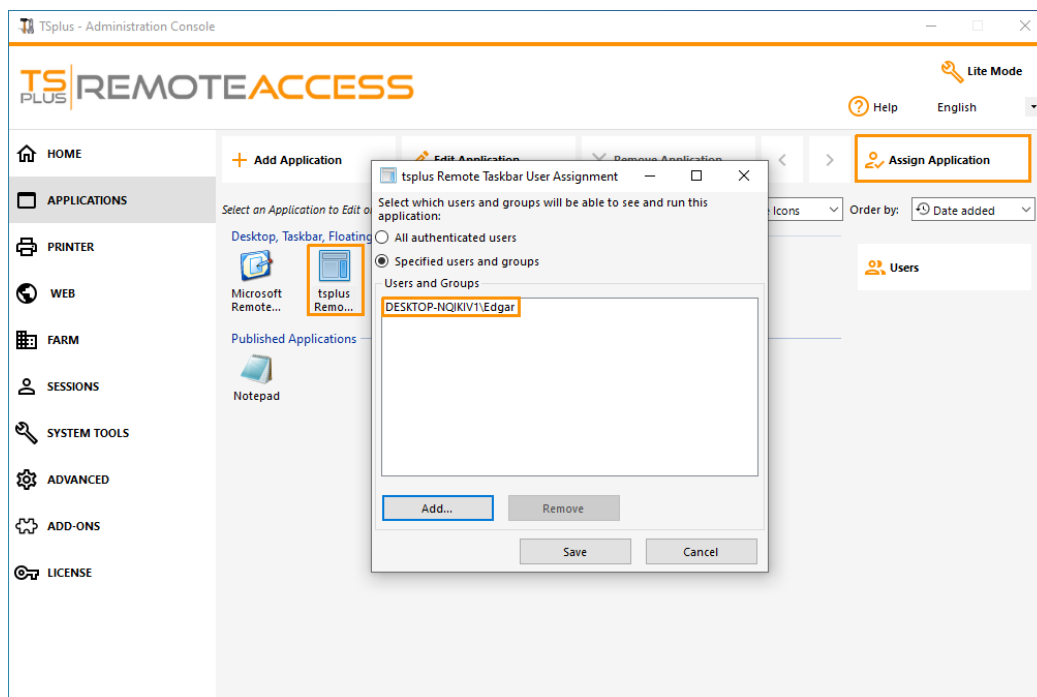 TSplus - Administration Console
TS PLUS REMOTEACCESS
Lite Mode
Help
English
HOME
APPLICATIONS
PRINTER
WEB
FARM
SESSIONS
SYSTEM TOOLS
ADVANCED
ADD-ONS
LICENSE
Add Application
Edit Application
Remove Application
Assign Application
Select an Application to Edit
Icons
Order by:
Date added
Desktop, Taskbar, Floating
Microsoft
Remote...
tsplus
Remo...
Published Applications
Notepad
Users
tsplus Remote Taskbar User Assignment
Select which users and groups will be able to see and run this
application:
All authenticated users
Specified users and groups
Users and Groups
DESKTOP-NQIKIV1\Edgar
Add...
Remove
Save
Cancel